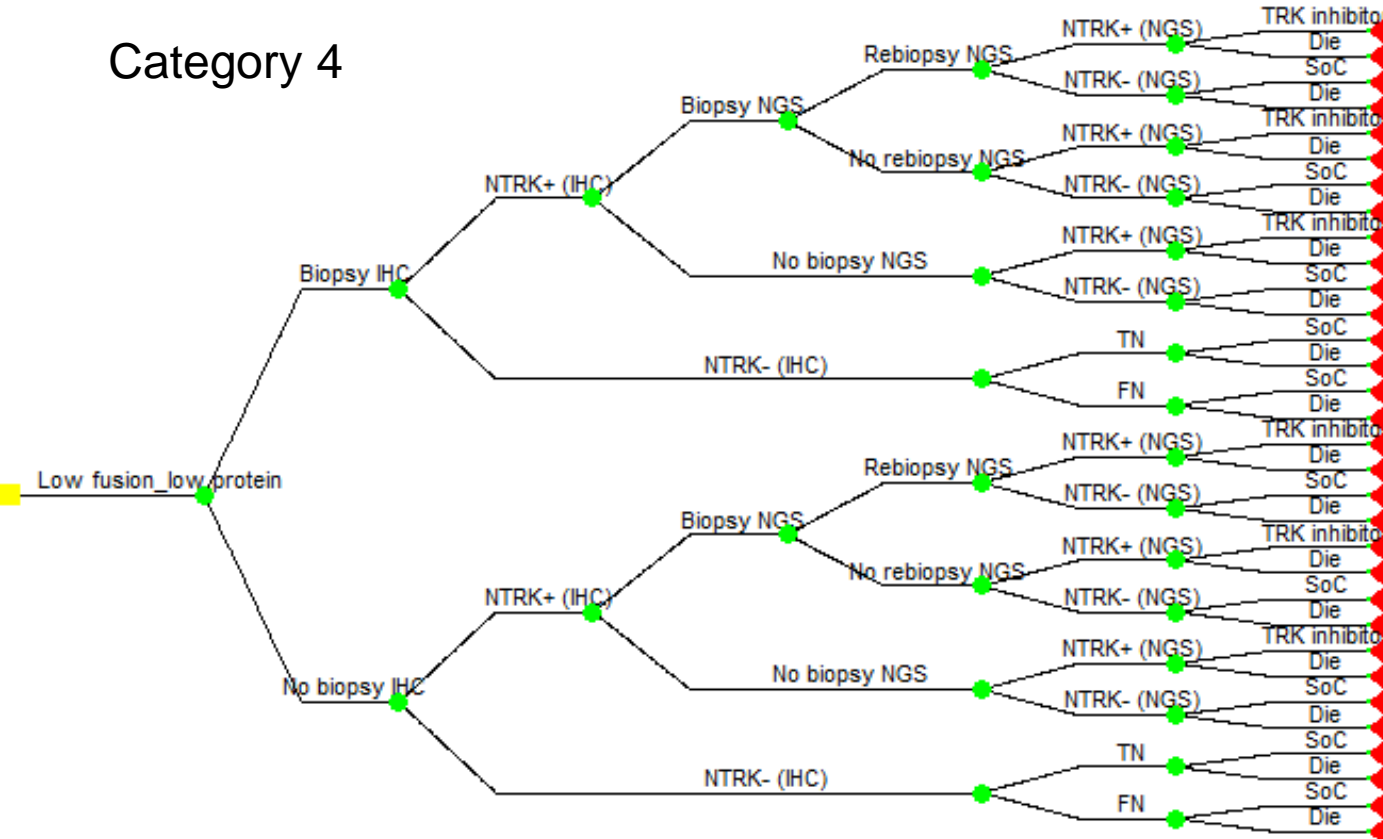 Category 4
Low fusion_low protein
Biopsy IHC
NTRK+ (IHC)
Biopsy NGS
Rebiopsy NGS
NTRK+ (NGS)
TRK inhibito
Die
NTRK- (NGS)
SoC
Die
No rebiopsy NGS
NTRK+ (NGS)
TRK inhibito
Die
NTRK- (NGS)
SoC
Die
No biopsy NGS
NTRK+ (NGS)
TRK inhibito
Die
NTRK- (NGS)
SoC
Die
NTRK- (IHC)
TN
SoC
Die
FN
SoC
Die
No biopsy IHC
NTRK+ (IHC)
Biopsy NGS
Rebiopsy NGS
NTRK+ (NGS)
TRK inhibito
Die
NTRK- (NGS)
SoC
Die
No rebiopsy NGS
NTRK+ (NGS)
TRK inhibito
Die
NTRK- (NGS)
SoC
Die
No biopsy NGS
NTRK+ (NGS)
TRK inhibito
Die
NTRK- (NGS)
SoC
Die
NTRK- (IHC)
TN
SoC
Die
FN
SoC
Die